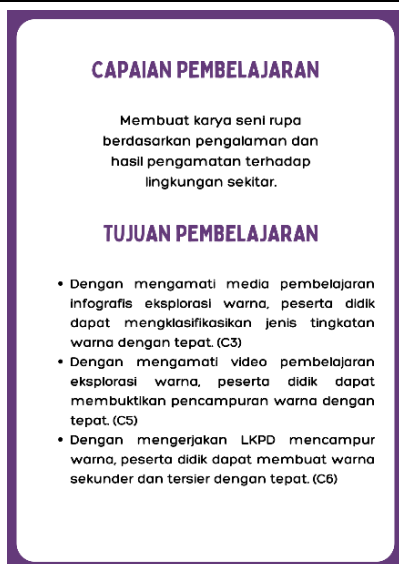 CAPAIAN PEMBELAJARAN
Membuat karya seni rupa
berdasarkan pengalaman dan
hasil pengamatan terhadap
lingkungan sekitar.
TUJUAN PEMBELAJARAN
• Dengan mengamati media pembelajaran
infografis eksplorasi warna, peserta didik
dapat mengklasifikasikan jenis tingkatan
warna dengan tepat. (C3)
• Dengan mengamati video pembelajaran
eksplorasi warna, peserta didik dapat
membuktikan pencampuran warna dengan
tepat. (C5)
• Dengan mengerjakan LKPD mencampur
warna, peserta didik dapat membuat warna
sekunder dan tersier dengan tepat. (C6)